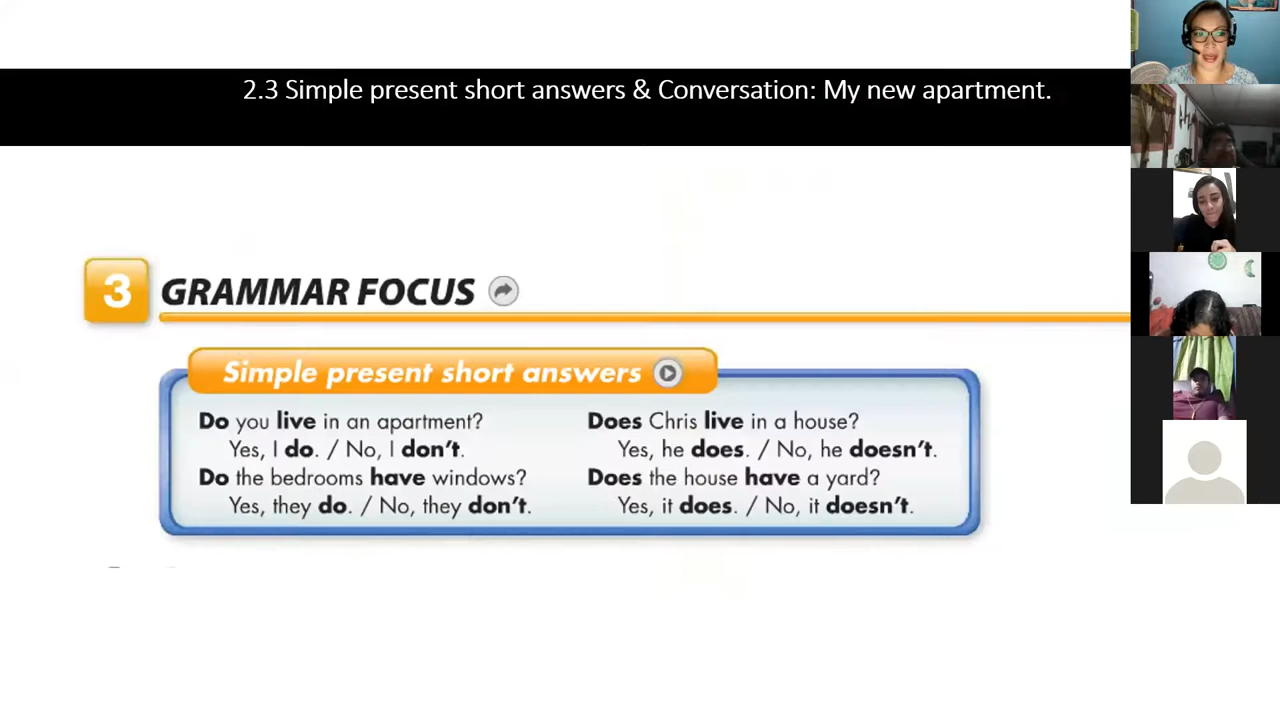 2.3 Simple present short answers & Conversation: My new apartment.
3 GRAMMAR FOCUS
Simple present short answers
Do you live in an apartment?
Yes, I do. / No, I don't.
Do the bedrooms have windows?
Yes, they do. / No, they don't.
Does Chris live in a house?
Yes, he does. / No, he doesn't.
Does the house have a yard?
Yes, it does. / No, it doesn't.